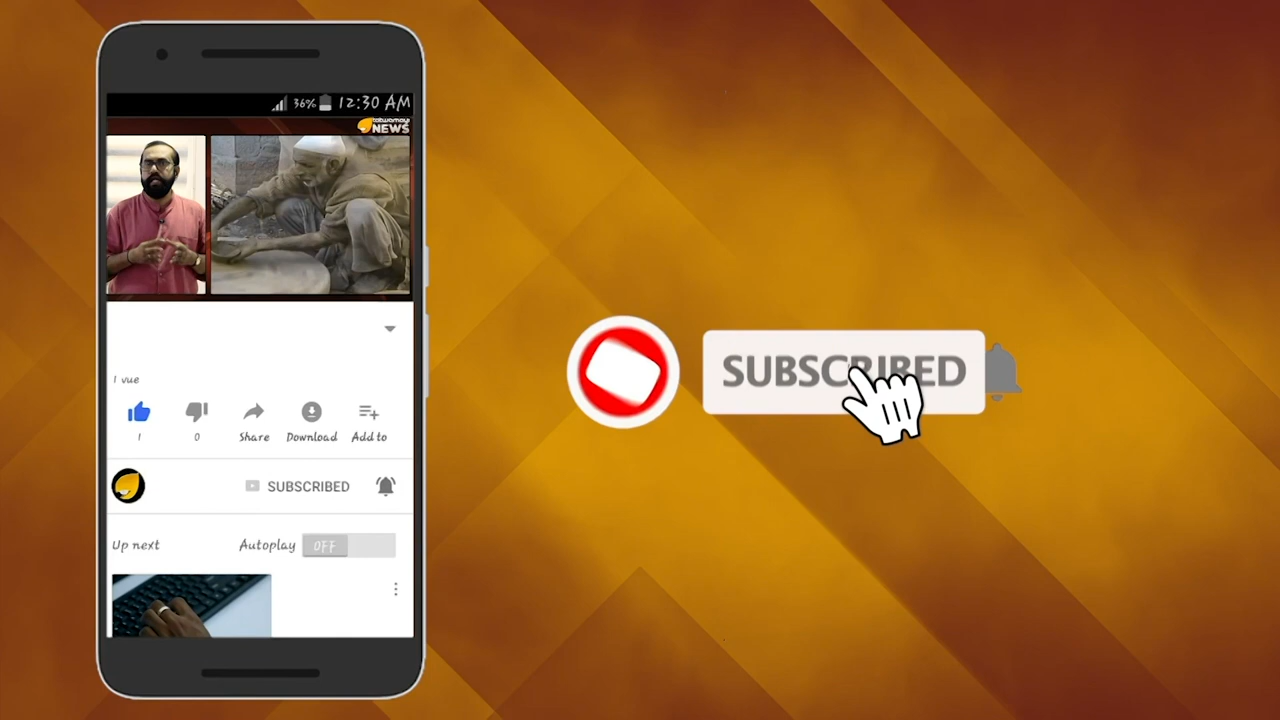 36% 12:30 AM
tatwamayi
NEWS
1 vue
1
0
Share
Download
Add to
SUBSCRIBED
Up next
Autoplay
OFF
SUBSCRIBED